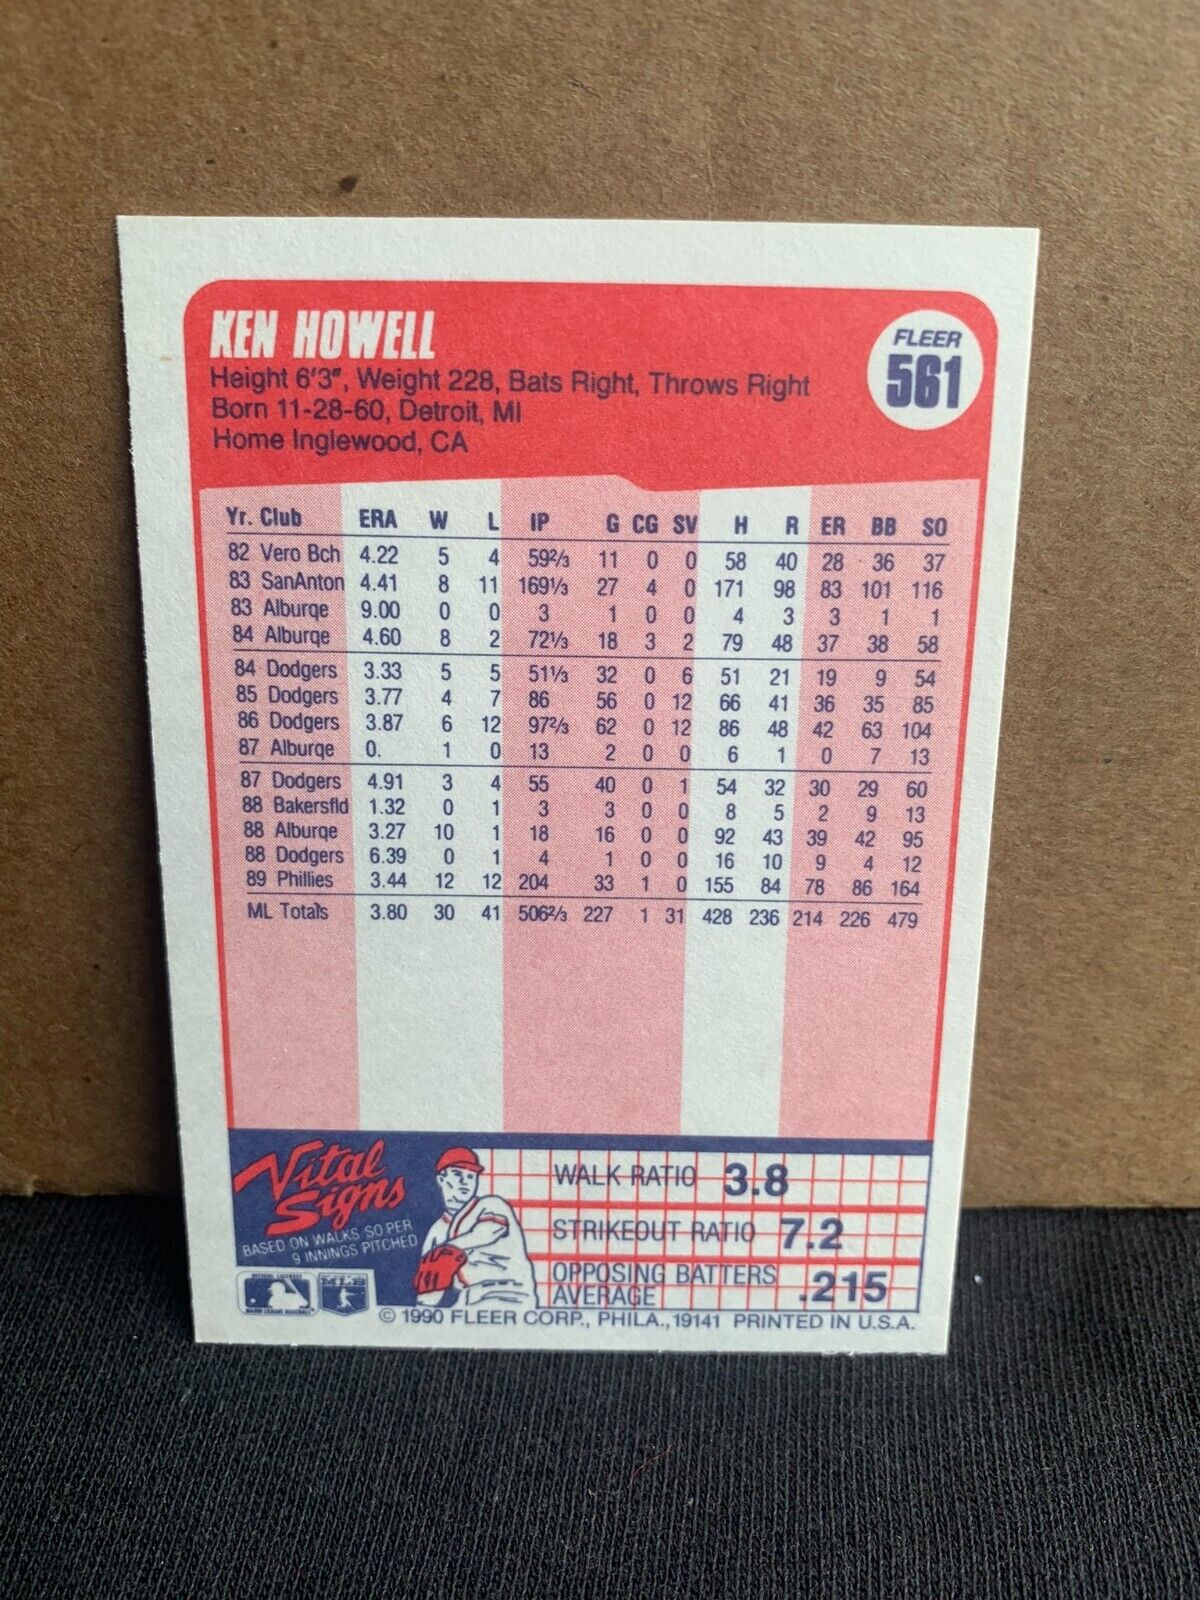 KEN HOWELL
FLEER
561
Height 6'3", Weight 228, Bats Right, Throws Right
Born 11-28-60, Detroit, MI
Home Inglewood, CA
Yr. Club ERA W L IP G CG SV H R ER BB SO
82 Vero Bch 4.22 5 4 59 2/3 11 0 0 58 40 28 36 37
83 SanAnton 4.41 8 11 169 1/3 27 4 0 171 98 83 101 116
83 Alburqe 9.00 0 0 3 1 0 0 4 3 3 1 1
84 Alburqe 4.60 8 2 72 1/3 18 3 2 79 48 37 38 58
84 Dodgers 3.33 5 5 51 1/3 32 0 6 51 21 19 9 54
85 Dodgers 3.77 4 7 86 56 0 12 66 41 36 35 85
86 Dodgers 3.87 6 12 97 2/3 62 0 12 86 48 42 63 104
87 Alburqe 0. 1 0 13 2 0 0 6 1 0 7 13
87 Dodgers 4.91 3 4 55 40 0 1 54 32 30 29 60
88 Bakersfld 1.32 0 1 3 3 0 0 8 5 2 9 13
88 Alburqe 3.27 10 1 18 16 0 0 92 43 39 42 95
88 Dodgers 6.39 0 1 4 1 0 0 16 10 9 4 12
89 Phillies 3.44 12 12 204 33 1 0 155 84 78 86 164
ML Totals 3.80 30 41 506 2/3 227 1 31 428 236 214 226 479
Vital
Signs
BASED ON WALKS, SO PER
9 INNINGS PITCHED
WALK RATIO 3.8
STRIKEOUT RATIO 7.2
OPPOSING BATTERS
AVERAGE .215
MLB
© 1990 FLEER CORP., PHILA., 19141 PRINTED IN U.S.A.